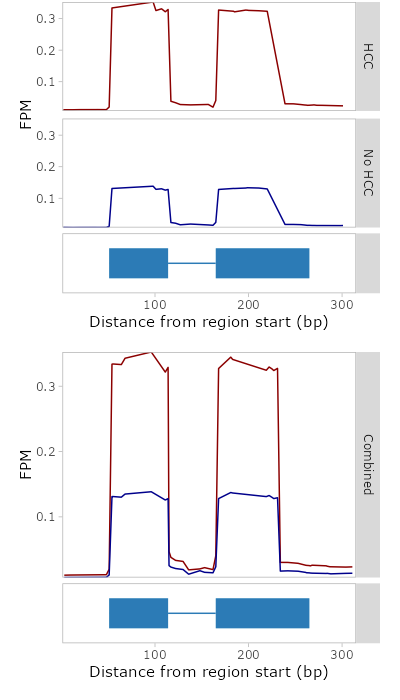 0.3
0.2
0.1
HCC
FPM
0.3
0.2
0.1
No HCC
100
200
300
Distance from region start (bp)
0.3
0.2
0.1
FPM
Combined
100
200
300
Distance from region start (bp)